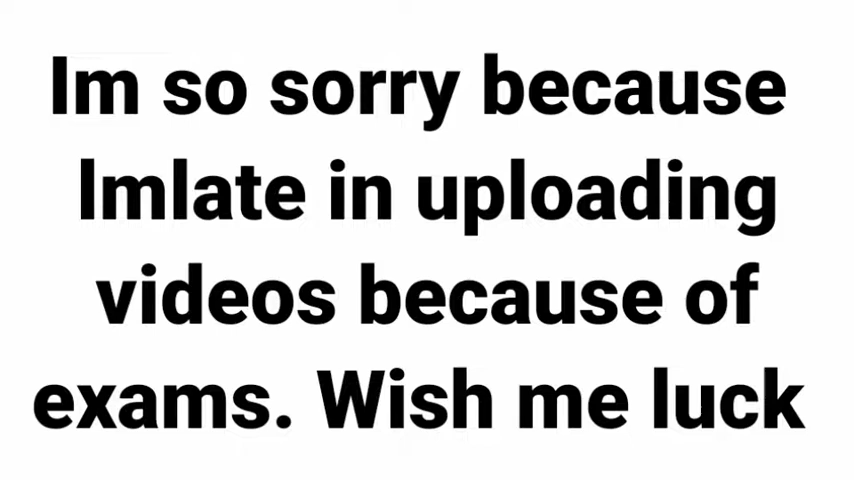 Im so sorry because
Imlate in uploading
videos because of
exams. Wish me luck